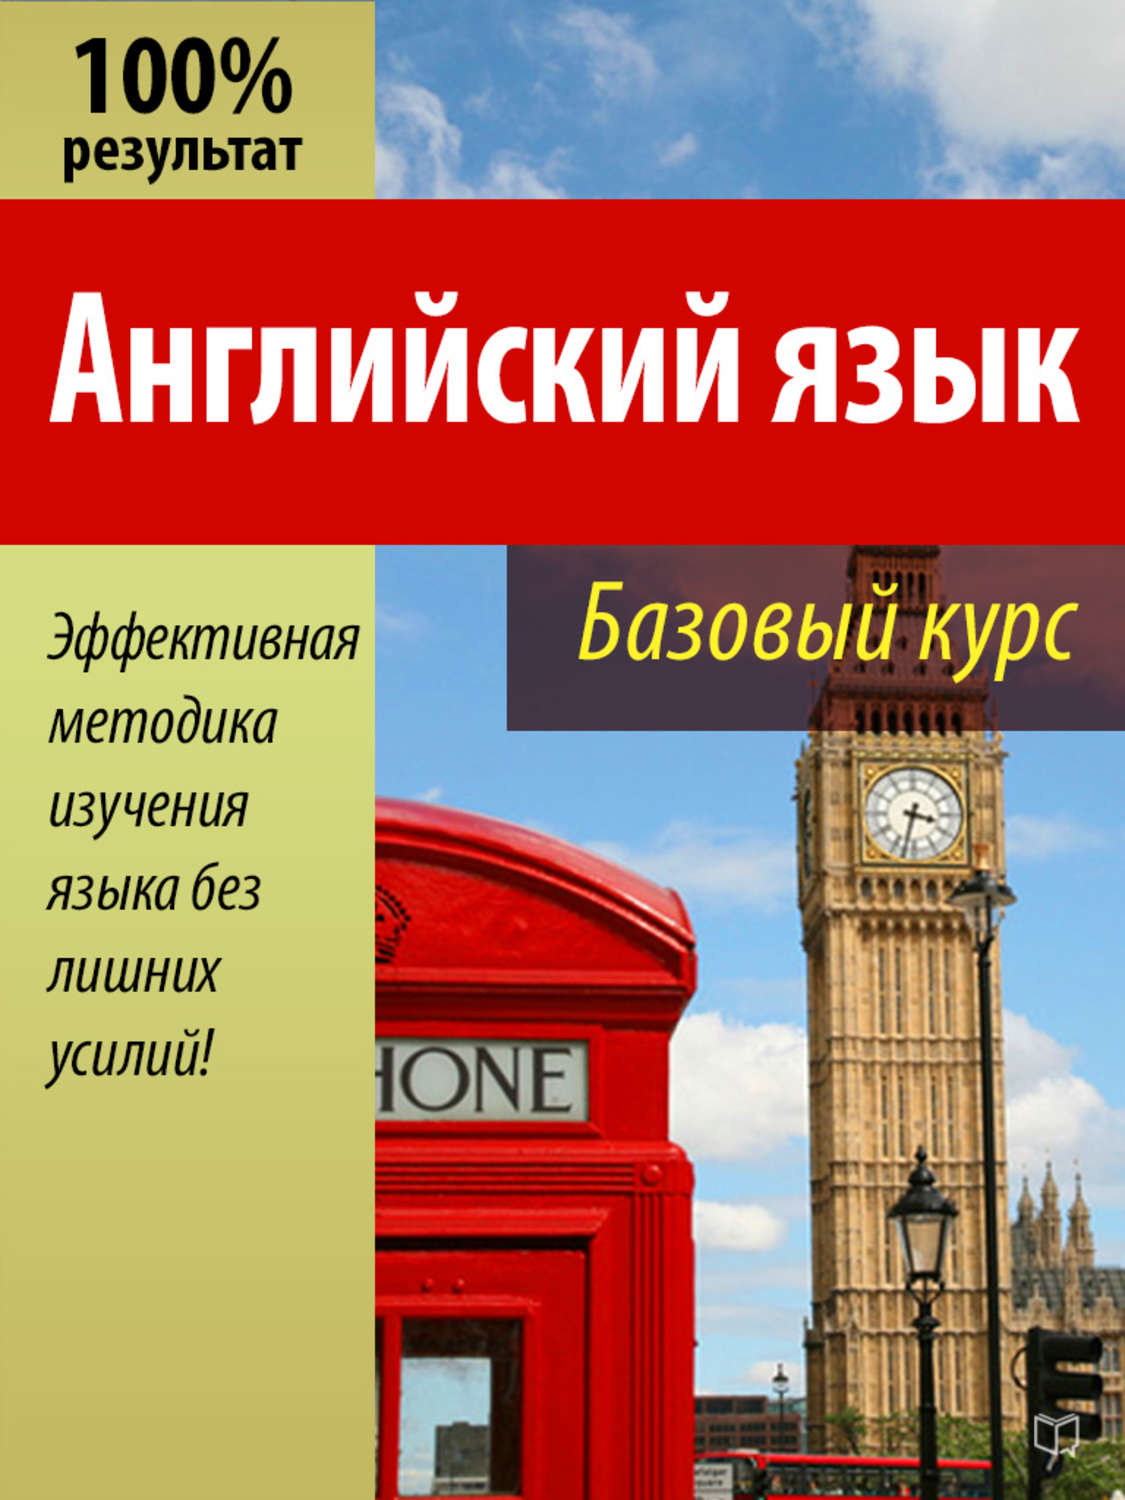 100%
результат
Английский язык
Базовый курс
Эффективная
методика
изучения
языка без
лишних
усилий!
HONE